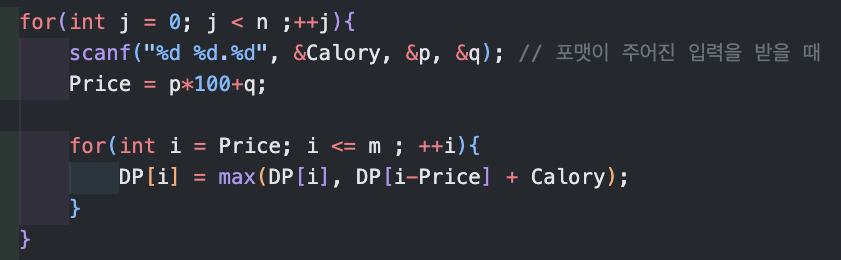 for(int j = 0; j < n ;++j){
scanf("%d %d.%d", &Calory, &p, &q); // 포맷이 주어진 입력을 받을 때
Price = p*100+q;
for(int i = Price; i <= m ; ++i){
DP[i] = max(DP[i], DP[i-Price] + Calory);
}
}